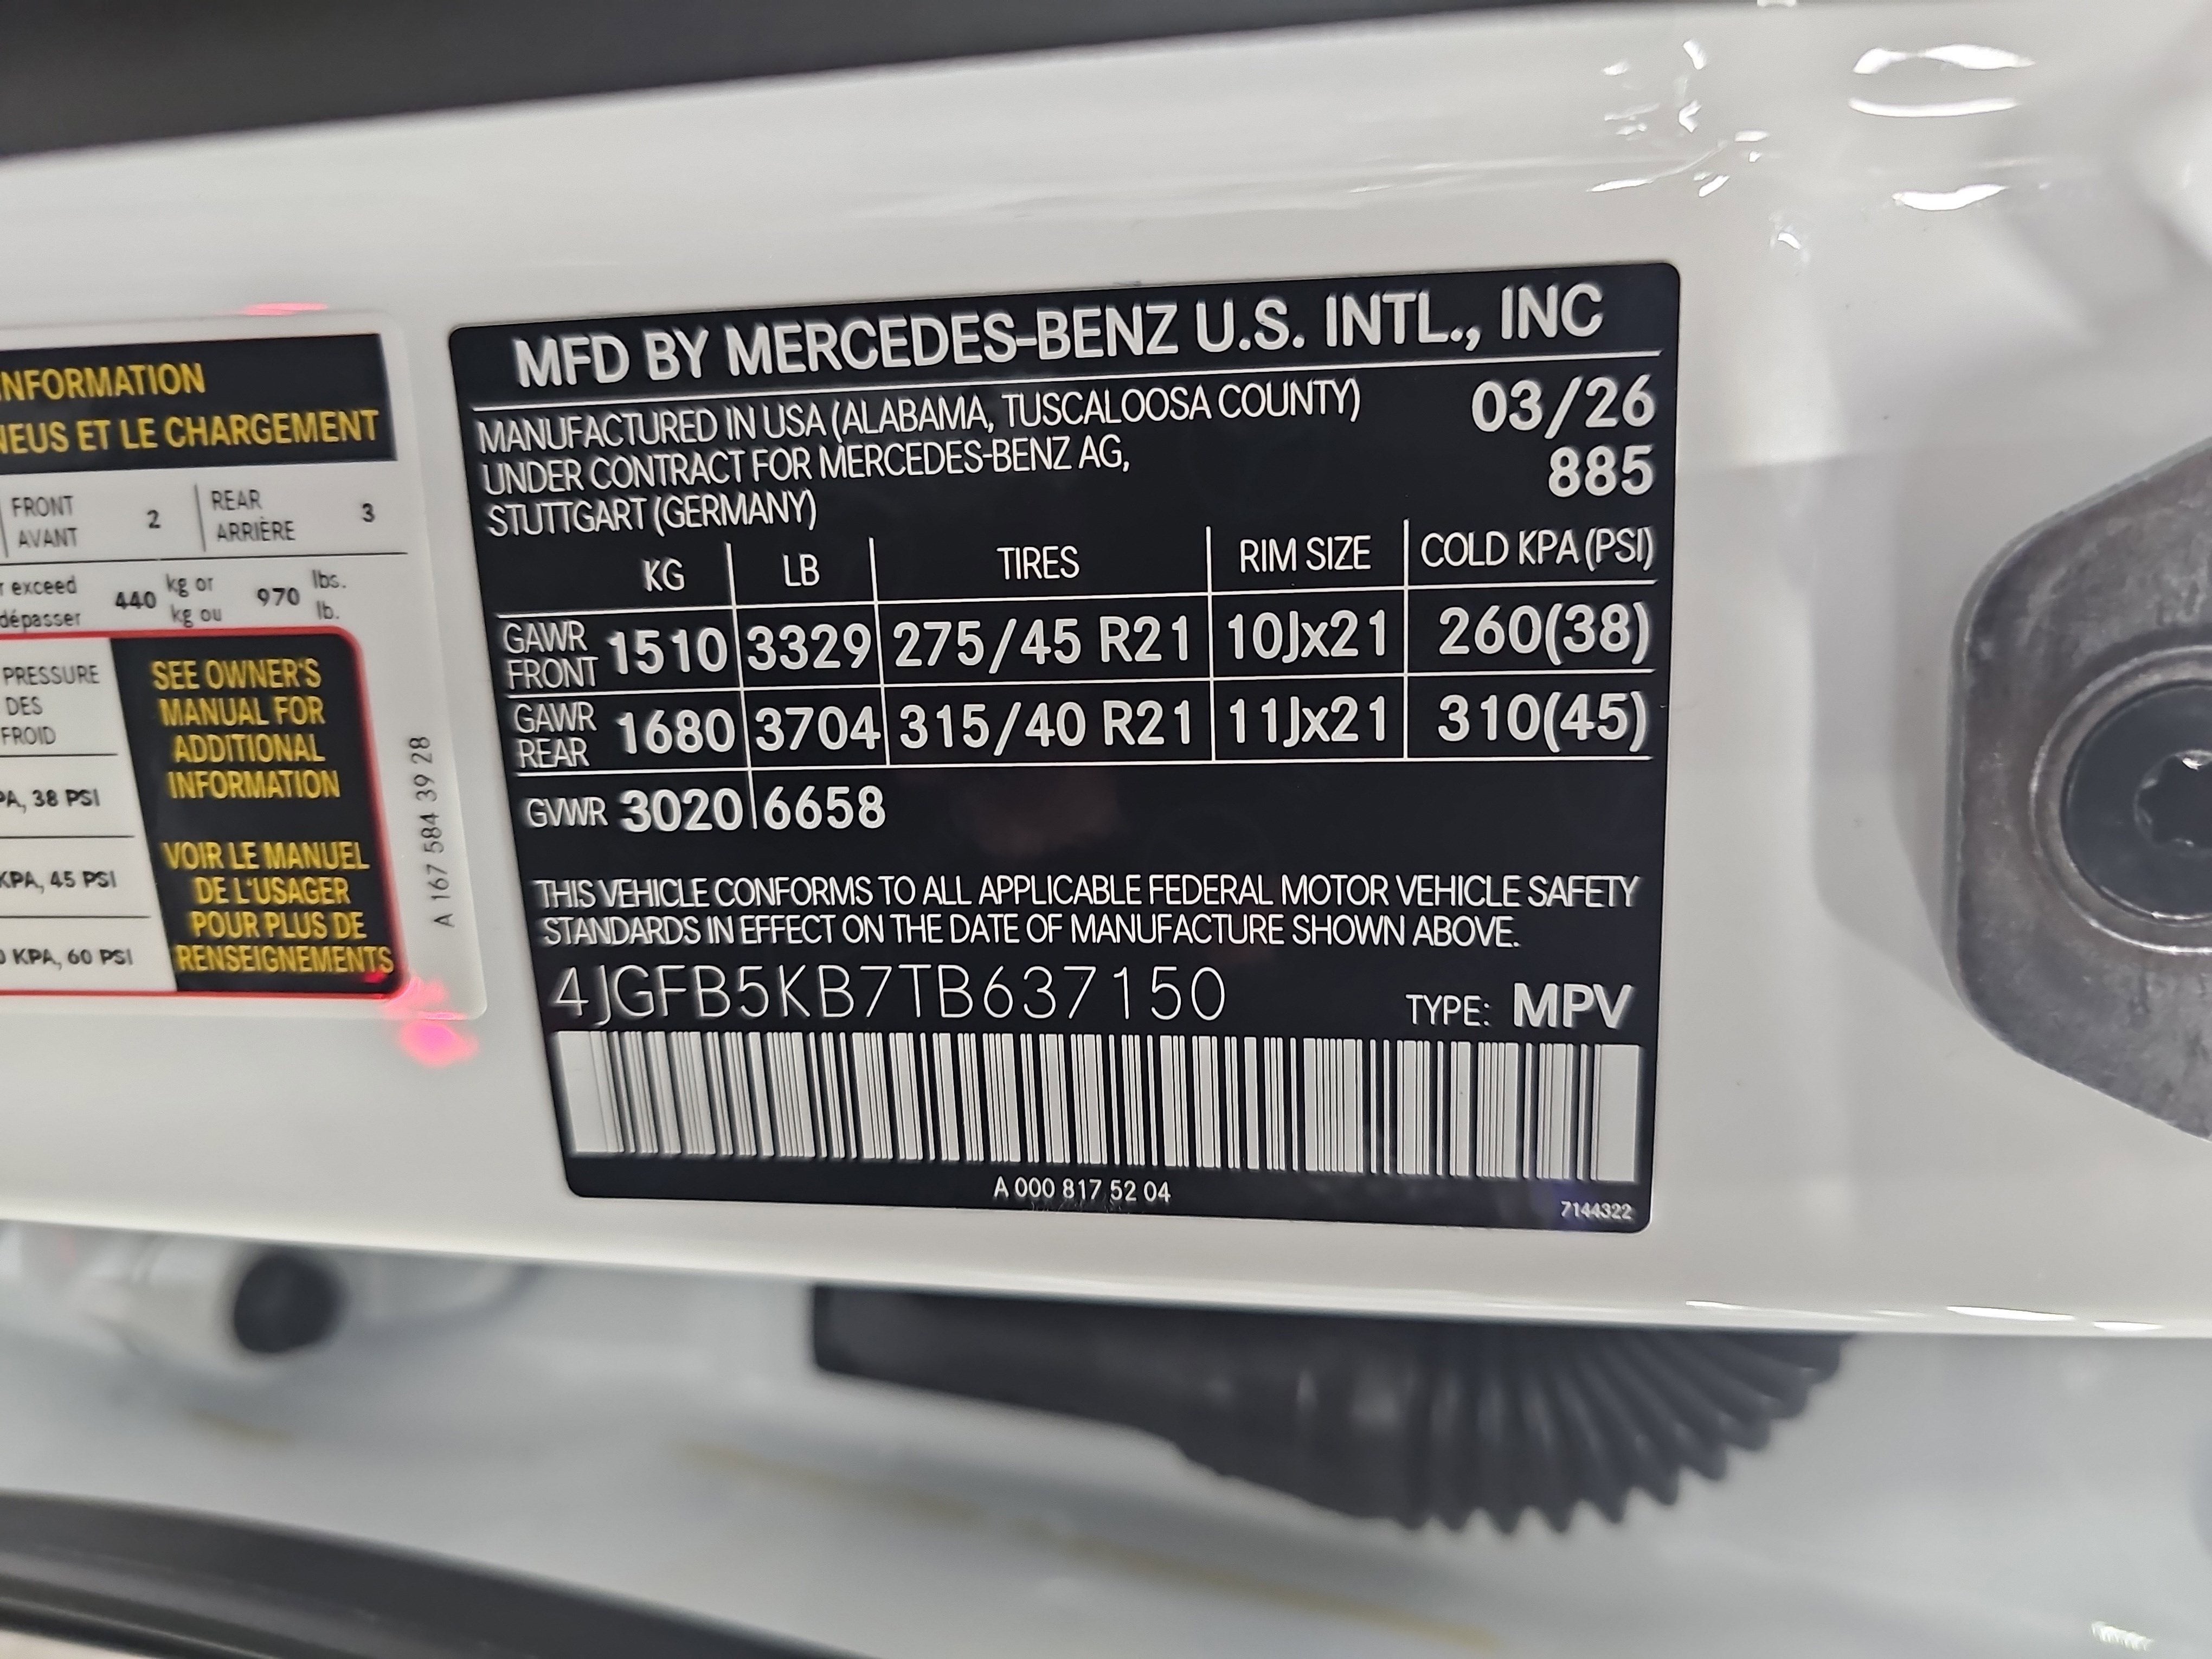 INFORMATION
NEUS ET LE CHARGEMENT
FRONT
AVANT
2
REAR
ARRIÈRE
3
exceed
dépasser
440
kg or
kg ou
970
lbs.
lb.
PRESSURE
DES
FROID
38 PSI
KPA, 45 PSI
KPA, 60 PSI
SEE OWNER'S
MANUAL FOR
ADDITIONAL
INFORMATION
VOIR LE MANUEL
DE L'USAGER
POUR PLUS DE
RENSEIGNEMENTS
A 167 584 39 28
MFD BY MERCEDES-BENZ U.S. INTL., INC
MANUFACTURED IN USA (ALABAMA, TUSCALOOSA COUNTY) 03/26
UNDER CONTRACT FOR MERCEDES-BENZ AG, 885
STUTTGART (GERMANY)
KG LB TIRES RIM SIZE COLD KPA (PSI)
GAWR FRONT 1510 3329 275/45 R21 10Jx21 260(38)
GAWR REAR 1680 3704 315/40 R21 11Jx21 310(45)
GVWR 3020 6658
THIS VEHICLE CONFORMS TO ALL APPLICABLE FEDERAL MOTOR VEHICLE SAFETY
STANDARDS IN EFFECT ON THE DATE OF MANUFACTURE SHOWN ABOVE.
4JGFB5KB7TB637150 TYPE: MPV
A 000 817 52 04
7144322